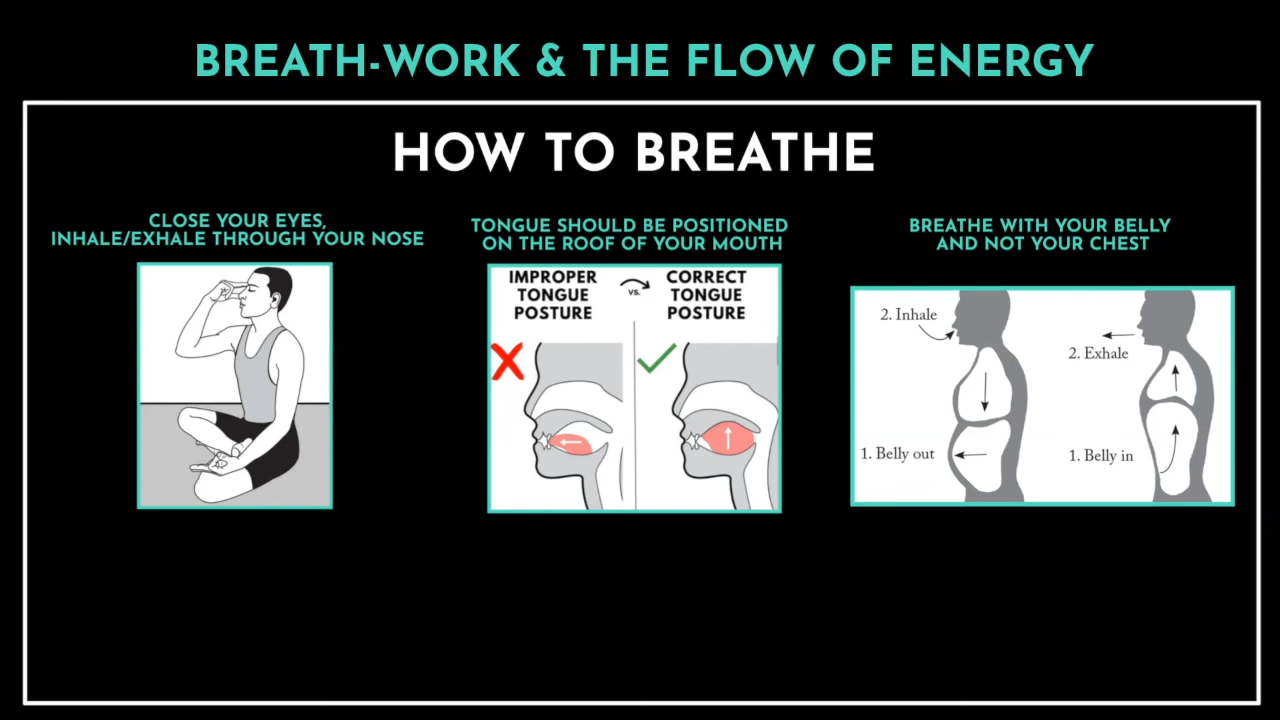 BREATH-WORK & THE FLOW OF ENERGY
HOW TO BREATHE
CLOSE YOUR EYES,
INHALE/EXHALE THROUGH YOUR NOSE
TONGUE SHOULD BE POSITIONED
ON THE ROOF OF YOUR MOUTH
IMPROPER
TONGUE
POSTURE
vs.
CORRECT
TONGUE
POSTURE
BREATHE WITH YOUR BELLY
AND NOT YOUR CHEST
2. Inhale
1. Belly out
2. Exhale
1. Belly in